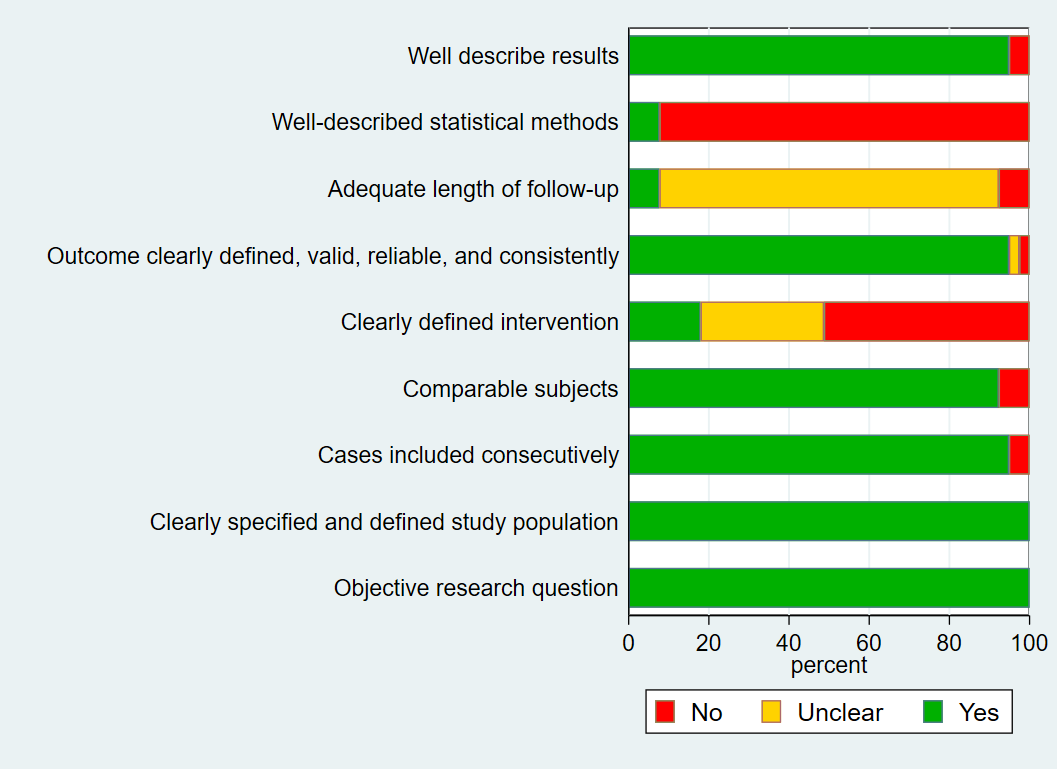 Well describe results
Well-described statistical methods
Adequate length of follow-up
Outcome clearly defined, valid, reliable, and consistently
Clearly defined intervention
Comparable subjects
Cases included consecutively
Clearly specified and defined study population
Objective research question
0 20 40 60 80 100
percent
No Unclear Yes